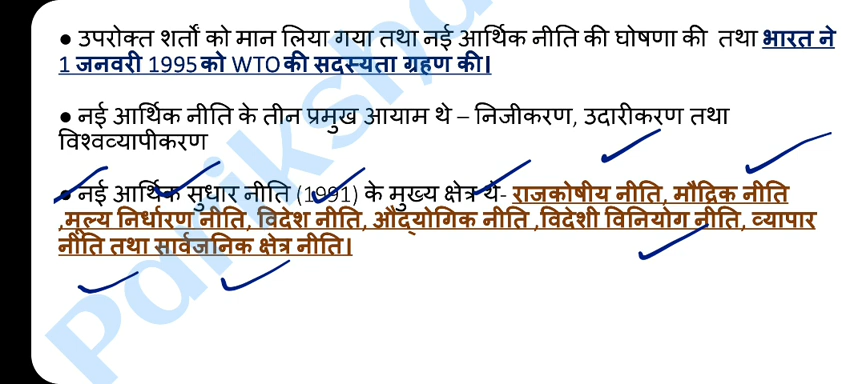 ● उपरोक्त शर्तों को मान लिया गया तथा नई आर्थिक नीति की घोषणा की तथा भारत ने
1 जनवरी 1995 को WTO की सदस्यता ग्रहण की।
● नई आर्थिक नीति के तीन प्रमुख आयाम थे – निजीकरण, उदारीकरण तथा
विश्वव्यापीकरण
● नई आर्थिक सुधार नीति (1991) के मुख्य क्षेत्र थे- राजकोषीय नीति, मौद्रिक नीति
,मूल्य निर्धारण नीति, विदेश नीति, औद्योगिक नीति ,विदेशी विनियोग नीति, व्यापार
नीति तथा सार्वजनिक क्षेत्र नीति।